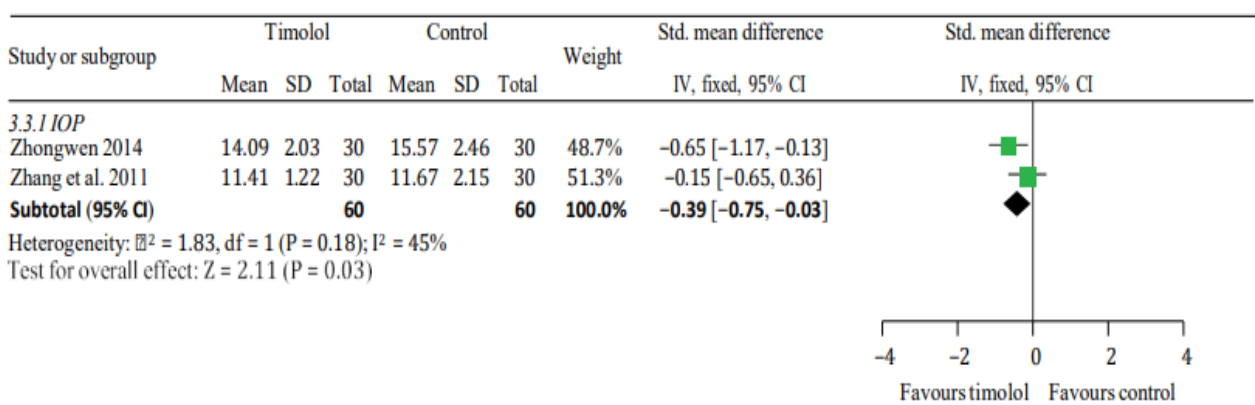 Timolol Control Std. mean difference Std. mean difference
Study or subgroup Weight
Mean SD Total Mean SD Total IV, fixed, 95% CI IV, fixed, 95% CI
3.3.1 IOP
Zhongwen 2014 14.09 2.03 30 15.57 2.46 30 48.7% −0.65 [−1.17, −0.13]
Zhang et al. 2011 11.41 1.22 30 11.67 2.15 30 51.3% −0.15 [−0.65, 0.36]
Subtotal (95% CI) 60 60 100.0% −0.39 [−0.75, −0.03]
Heterogeneity: ² = 1.83, df = 1 (P = 0.18); I² = 45%
Test for overall effect: Z = 2.11 (P = 0.03)
−4 −2 0 2 4
Favours timolol Favours control